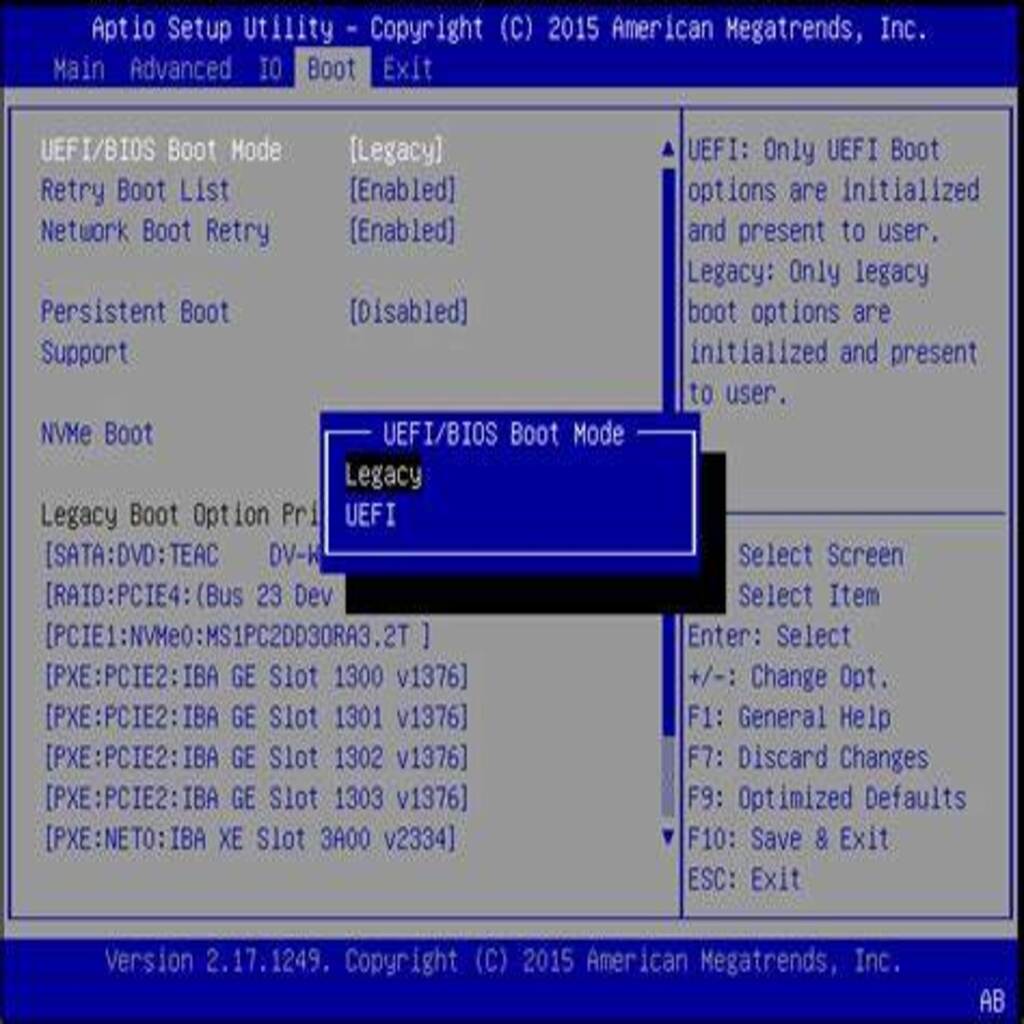 Aptio Setup Utility - Copyright (C) 2015 American Megatrends, Inc.
Main Advanced IO Boot Exit
UEFI/BIOS Boot Mode [Legacy]
Retry Boot List [Enabled]
Network Boot Retry [Enabled]
Persistent Boot [Disabled]
Support
NVMe Boot
Legacy Boot Option Pri
[SATA:DVD:TEAC DV-W
[RAID:PCIE4:(Bus 23 Dev
[PCIE1:NVMe0:MS1PC2DD3ORA3.2T ]
[PXE:PCIE2:IBA GE Slot 1300 v1376]
[PXE:PCIE2:IBA GE Slot 1301 v1376]
[PXE:PCIE2:IBA GE Slot 1302 v1376]
[PXE:PCIE2:IBA GE Slot 1303 v1376]
[PXE:NET0:IBA XE Slot 3A00 v2334]
UEFI/BIOS Boot Mode
Legacy
UEFI
UEFI: Only UEFI Boot
options are initialized
and present to user.
Legacy: Only legacy
boot options are
initialized and present
to user.
Select Screen
Select Item
Enter: Select
+/-: Change Opt.
F1: General Help
F7: Discard Changes
F9: Optimized Defaults
F10: Save & Exit
ESC: Exit
Version 2.17.1249. Copyright (C) 2015 American Megatrends, Inc.
AB